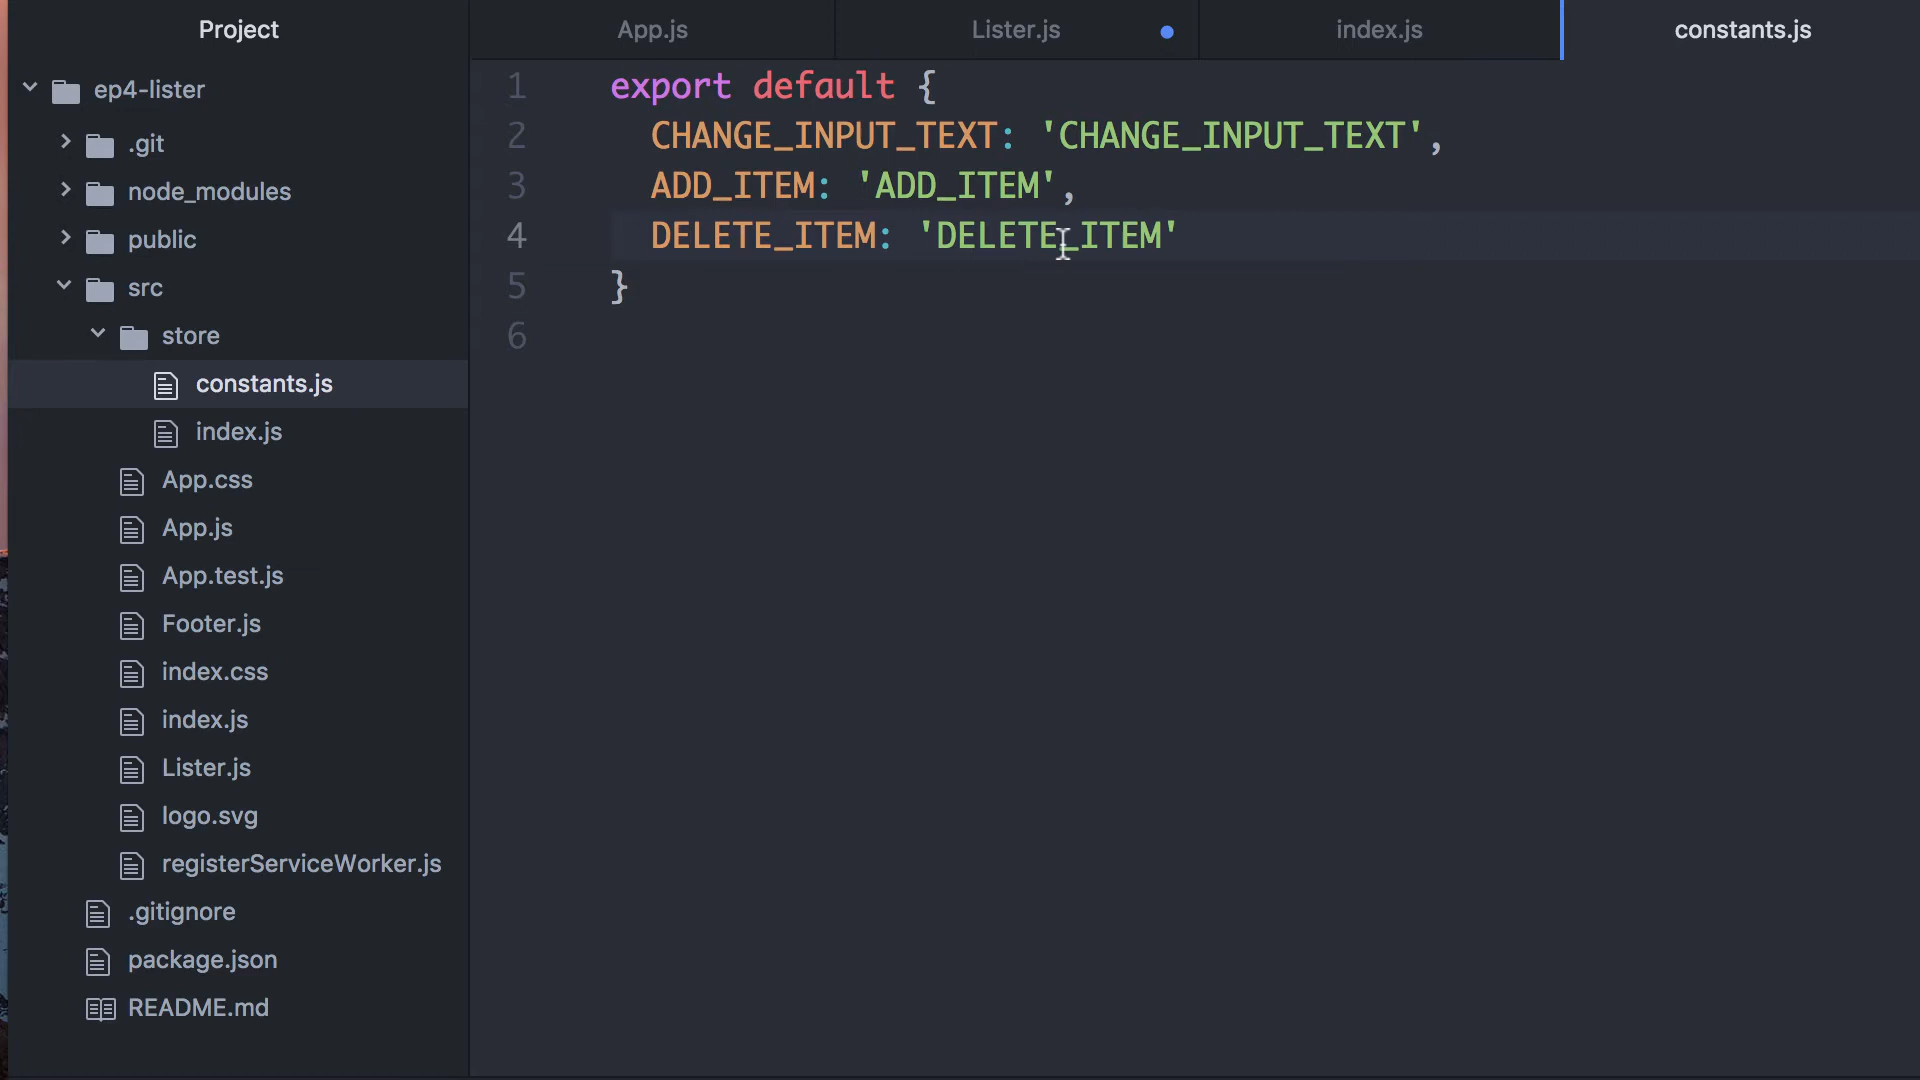 Project
ep4-lister
.git
node_modules
public
src
store
constants.js
index.js
App.css
App.js
App.test.js
Footer.js
index.css
index.js
Lister.js
logo.svg
registerServiceWorker.js
.gitignore
package.json
README.md
App.js
Lister.js
index.js
constants.js
1 export default {
2   CHANGE_INPUT_TEXT: 'CHANGE_INPUT_TEXT',
3   ADD_ITEM: 'ADD_ITEM',
4   DELETE_ITEM: 'DELETE_ITEM'
5 }
6